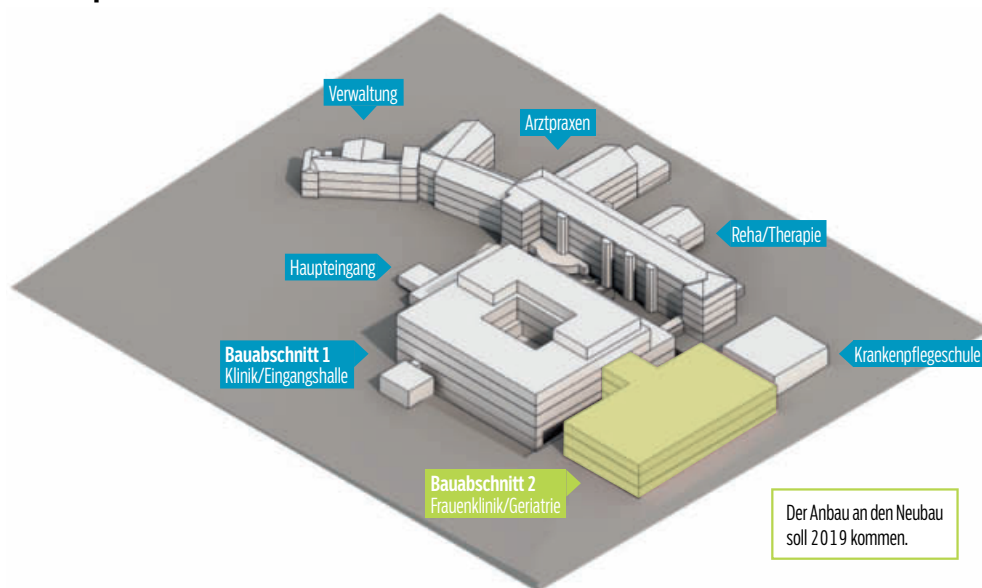 Verwaltung
Arztpraxen
Reha/Therapie
Haupteingang
Bauabschnitt 1
Klinik/Eingangshalle
Krankenpflegeschule
Bauabschnitt 2
Frauenklinik/Geriatrie
Der Anbau an den Neubau
soll 2019 kommen.